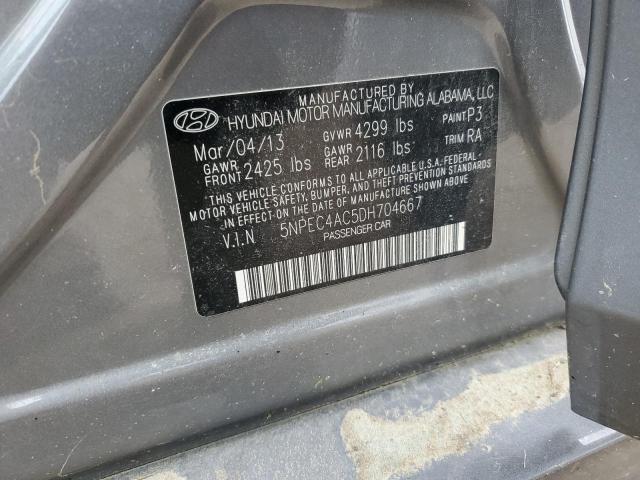 MANUFACTURED BY
HYUNDAI MOTOR MANUFACTURING ALABAMA, LLC
Mar/04/13 GVWR 4299 lbs PAINT P3
GAWR FRONT 2425 lbs GAWR REAR 2116 lbs TRIM RA
THIS VEHICLE CONFORMS TO ALL APPLICABLE U.S.A. FEDERAL
MOTOR VEHICLE SAFETY, BUMPER, AND THEFT PREVENTION
STANDARDS IN EFFECT ON THE DATE OF MANUFACTURE SHOWN ABOVE.
V.I.N 5NPEC4AC5DH704667
PASSENGER CAR